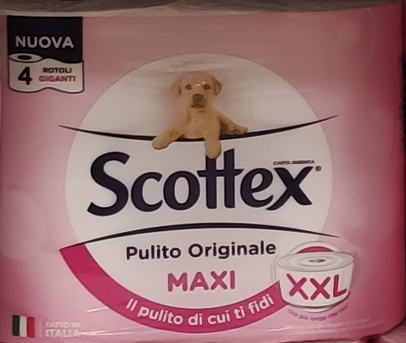 NUOVA
4 ROTOLI
GIGANTI
CARTA IGIENICA
Scottex®
Pulito Originale
MAXI
XXL
Il pulito di cui ti fidi
FATTO IN
ITALIA